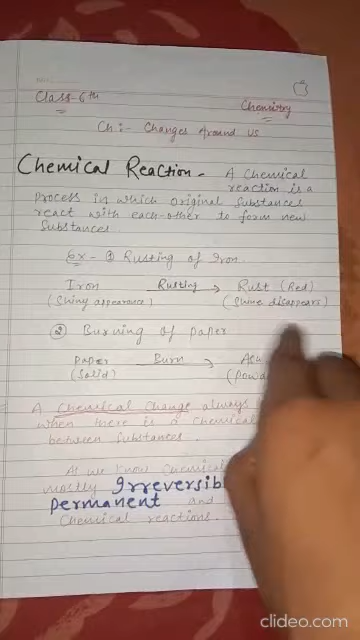 Class-6th
Chemistry
Ch:- Changes Around us
Chemical Reaction - A Chemical
reaction is a
process in which original substances
react with each-other to form new
Substances.
Ex- ① Rusting of Iron.
Iron Rusting Rust (Red)
(Shiny appearance) (Shine disappears)
② Burning of paper
Paper Burn
(Solid)
A Chemical change always
when there is a chemical
between substances.
As we know chemical
mostly Irreversib
permanent and
Chemical reactions.
clideo.com